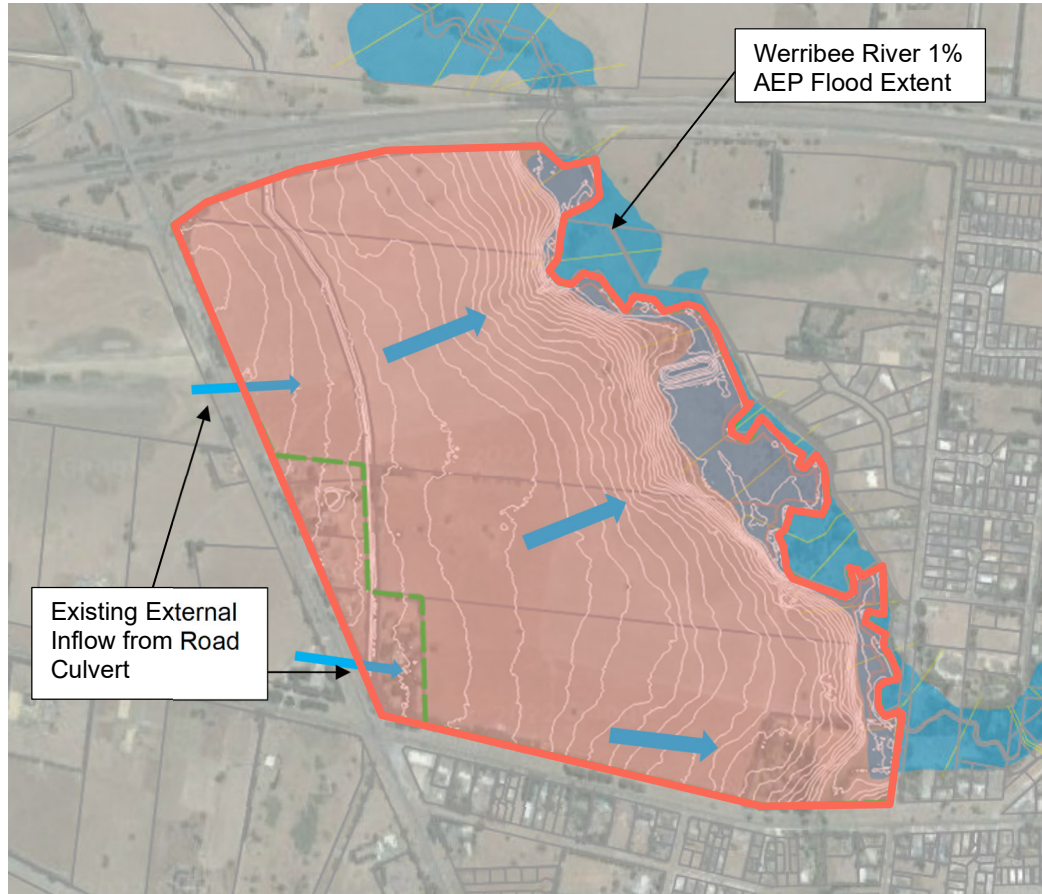 Werribee River 1%
AEP Flood Extent
Existing External
Inflow from Road
Culvert